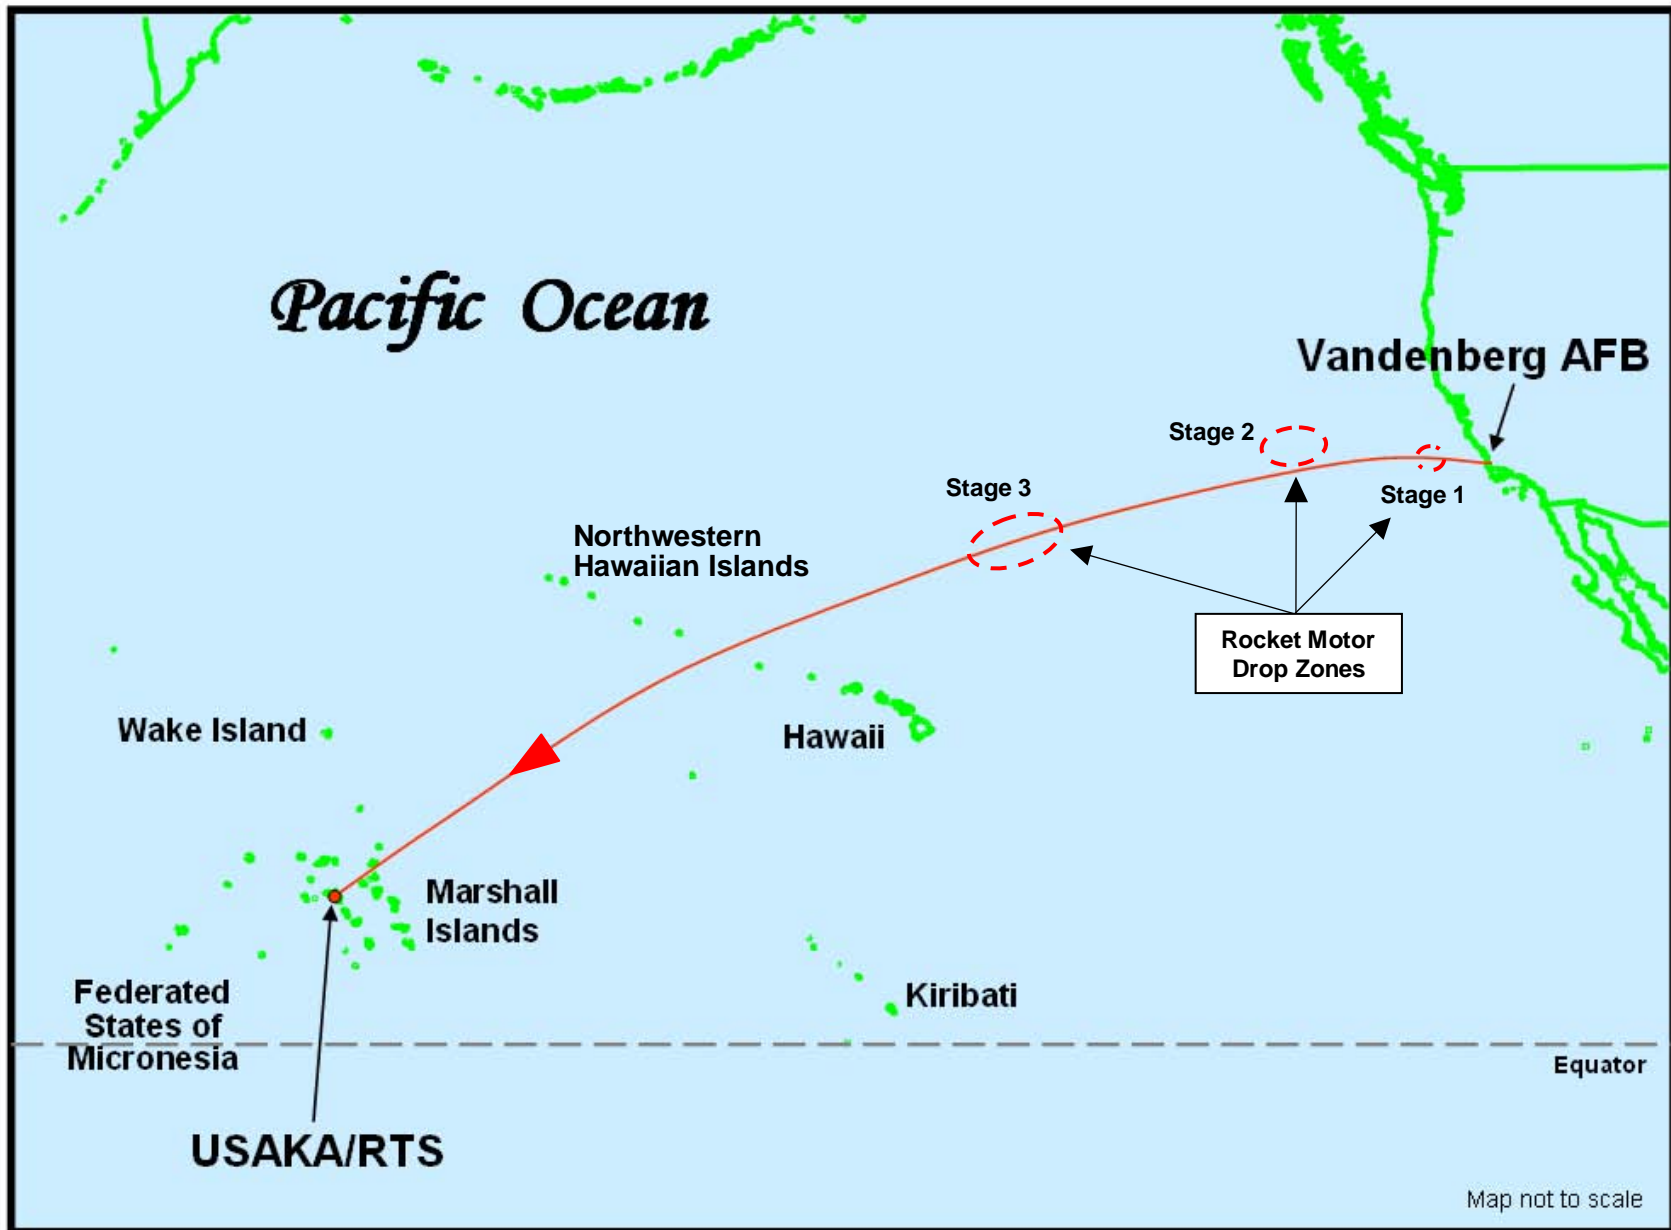 Pacific Ocean
Vandenberg AFB
Stage 2
Stage 1
Stage 3
Northwestern
Hawaiian Islands
Rocket Motor
Drop Zones
Wake Island
Hawaii
Marshall
Islands
Federated
States of
Micronesia
Kiribati
Equator
USAKA/RTS
Map not to scale